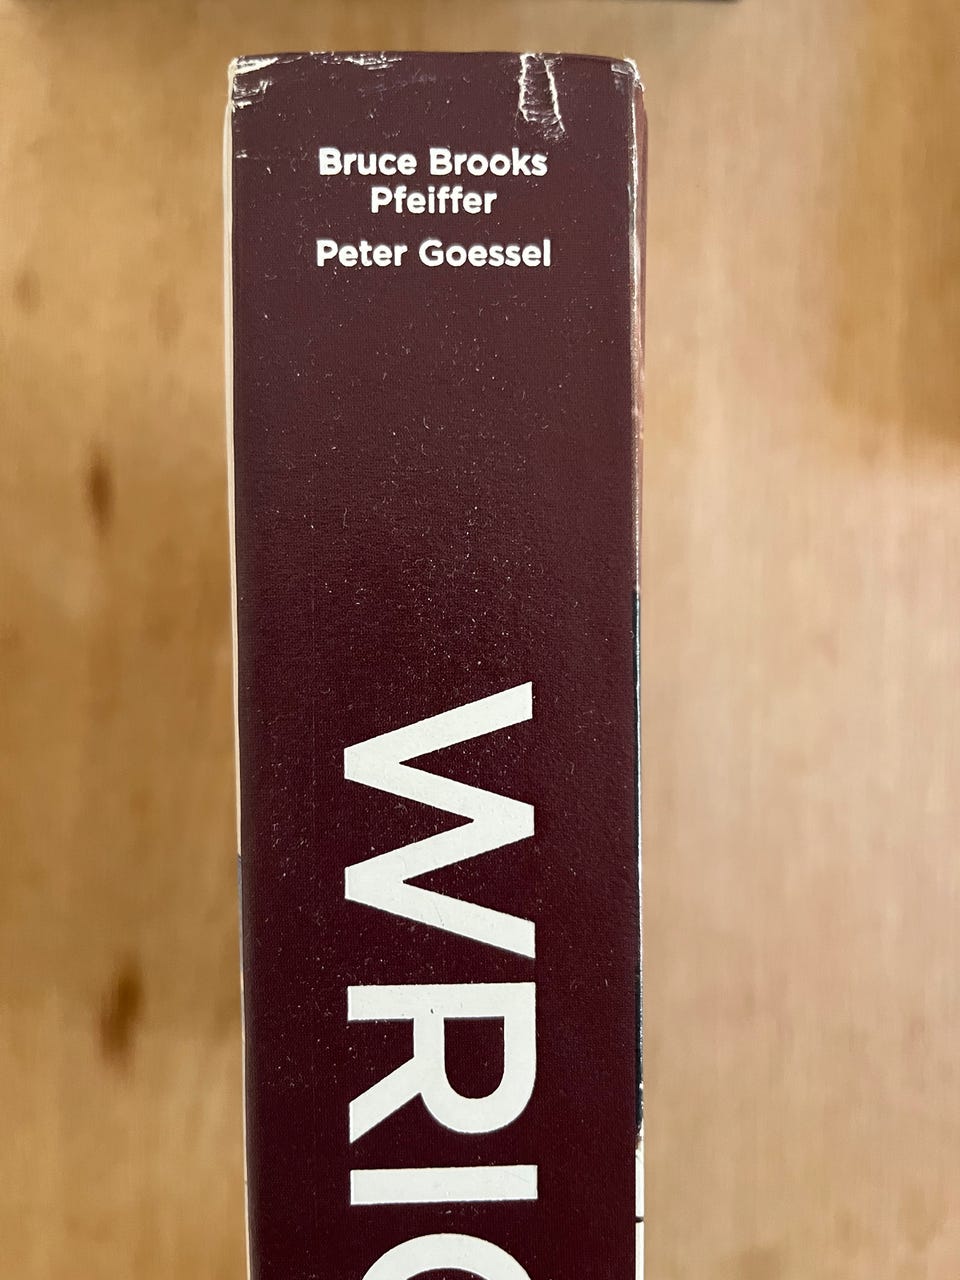 Bruce Brooks
Pfeiffer
Peter Goessel
WRI